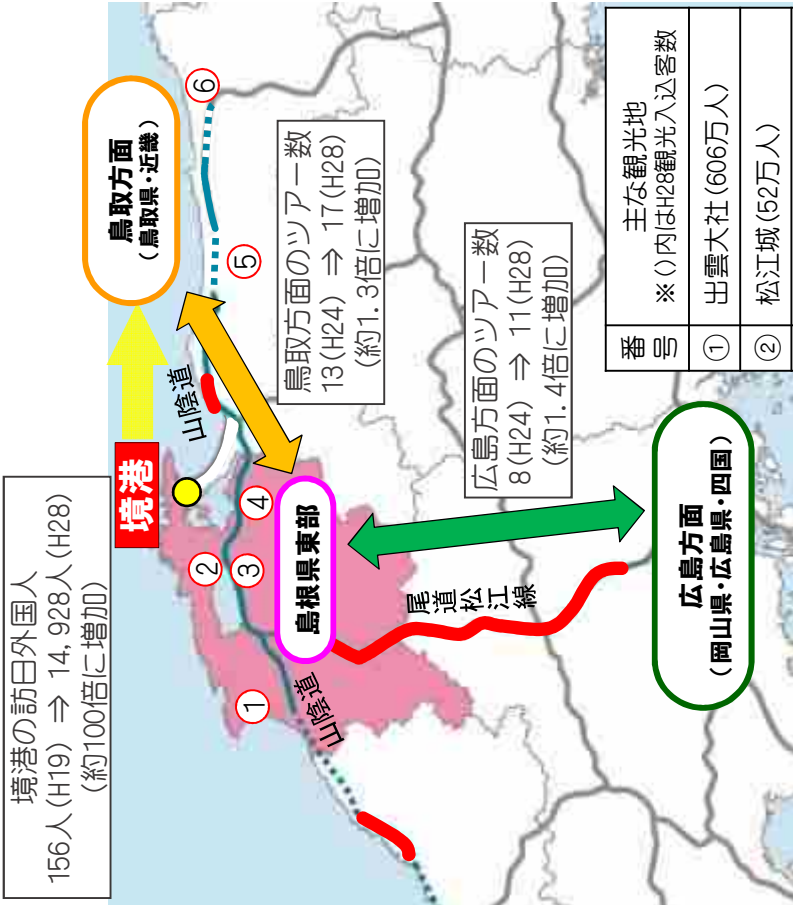 境港の訪日外国人
156人(H19) ⇒ 14,928人(H28)
(約100倍に増加)
境港
鳥取方面
(鳥取県・近畿)
鳥取方面のツアー数
13(H24) ⇒ 17(H28)
(約1.3倍に増加)
広島方面のツアー数
8(H24) ⇒ 11(H28)
(約1.4倍に増加)
山陰道
島根県東部
山陰道
尾道松江線
広島方面
(岡山県・広島県・四国)
①
②
③
④
⑤
⑥
番号
主な観光地
※()内はH28観光入込客数
① 出雲大社(606万人)
② 松江城(52万人)